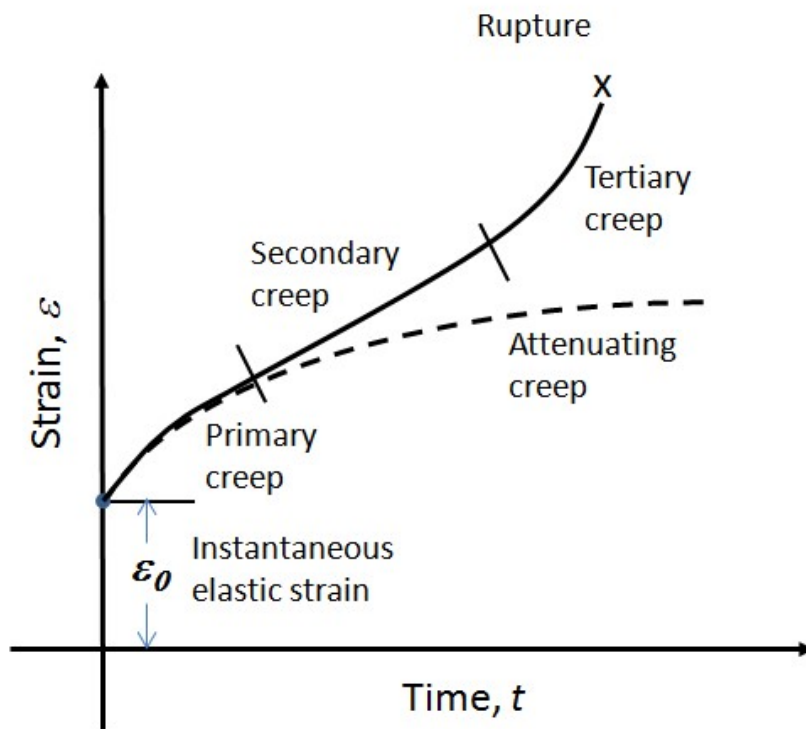 Rupture
x
Tertiary
creep
Secondary
creep
Attenuating
creep
Primary
creep
Strain, ε
ε0
Instantaneous
elastic strain
Time, t